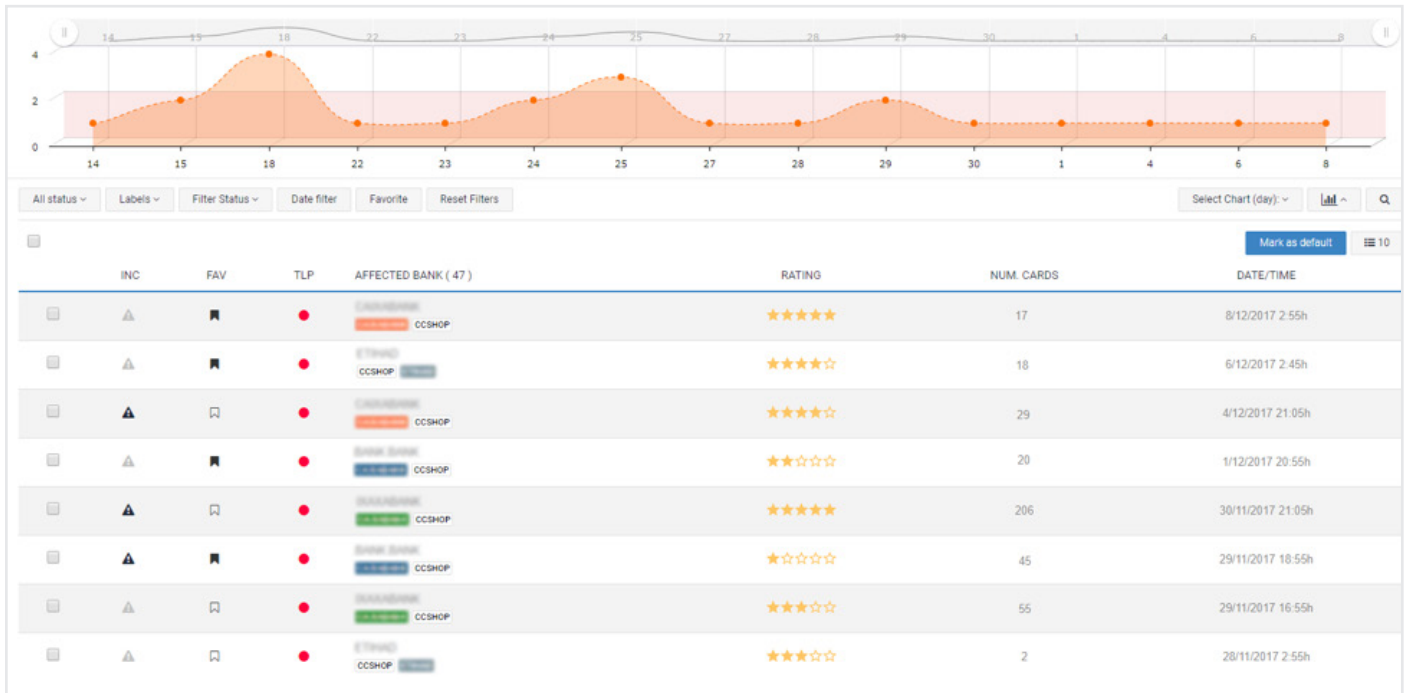 14 15 18 22 23 24 25 27 28 29 30 1 4 6 8
4
2
0
14 15 18 22 23 24 25 27 28 29 30 1 4 6 8
All status Labels Filter Status Date filter Favorite Reset Filters Select Chart (day):
Mark as default 10
INC FAV TLP AFFECTED BANK ( 47 ) RATING NUM. CARDS DATE/TIME
CCSHOP 17 8/12/2017 2:55h
ETIHAD
CCSHOP 18 6/12/2017 2:45h
CCSHOP 29 4/12/2017 21:05h
BANK BANK
CCSHOP 20 1/12/2017 20:55h
CCSHOP 206 30/11/2017 21:05h
BANK BANK
CCSHOP 45 29/11/2017 18:55h
CCSHOP 55 29/11/2017 16:55h
ETIHAD
CCSHOP 2 28/11/2017 2:55h